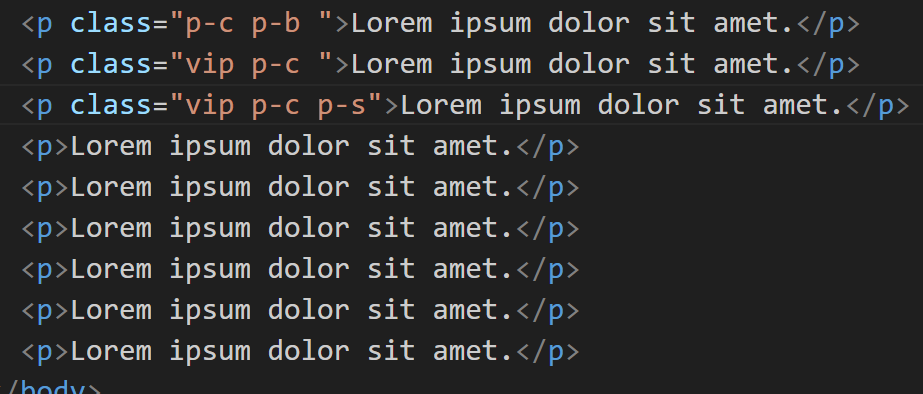 <p class="p-c p-b ">Lorem ipsum dolor sit amet.</p>
<p class="vip p-c ">Lorem ipsum dolor sit amet.</p>
<p class="vip p-c p-s">Lorem ipsum dolor sit amet.</p>
<p>Lorem ipsum dolor sit amet.</p>
<p>Lorem ipsum dolor sit amet.</p>
<p>Lorem ipsum dolor sit amet.</p>
<p>Lorem ipsum dolor sit amet.</p>
<p>Lorem ipsum dolor sit amet.</p>
<p>Lorem ipsum dolor sit amet.</p>
/body>